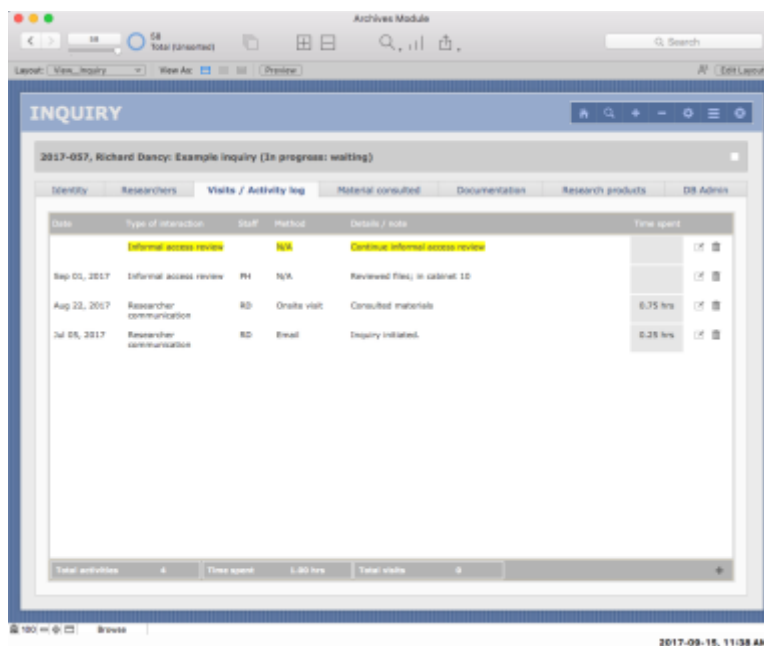 Archives Module
58
58
Total (Unsorted)
Search
Layout: View_Inquiry View As: Preview Edit Layout
INQUIRY
2017-057, Richard Dancy: Example inquiry (In progress: waiting)
Identity Researchers Visits / Activity log Material consulted Documentation Research products DB Admin
Date Type of interaction Staff Method Details / note Time spent
Informal access review N/A Continue informal access review
Sep 01, 2017 Informal access review PH N/A Reviewed files; in cabinet 10
Aug 22, 2017 Researcher communication RD Onsite visit Consulted materials 0.75 hrs
Jul 05, 2017 Researcher communication RD Email Inquiry initiated. 0.25 hrs
Total activities 4 Time spent 1.00 hrs Total visits 0
100 Browse
2017-09-15, 11:38 AM